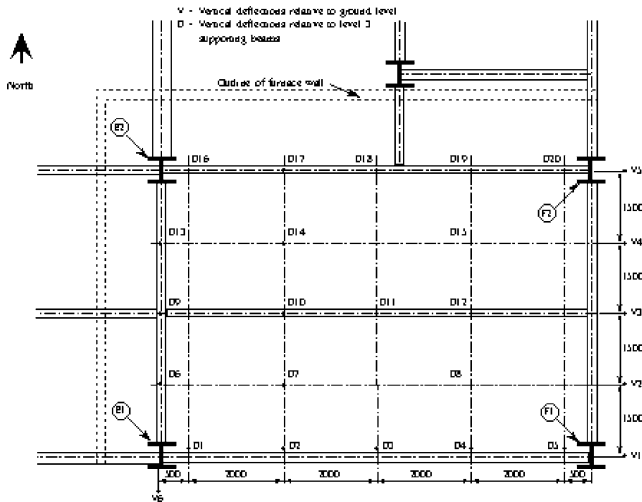 V - Vertical deflections relative to ground level
D - Vertical deflections relative to level 3
supporting beams
North
Outline of furnace wall
E2
D16 D17 D18 D19 D20
V5
F2
1500
D13 D14 D15
V4
1500
D9 D10 D11 D12
V3
1500
D6 D7 D8
V2
E1
F1
1500
D1 D2 D3 D4 D5
V1
500 2000 2000 2000 2000 500
V6